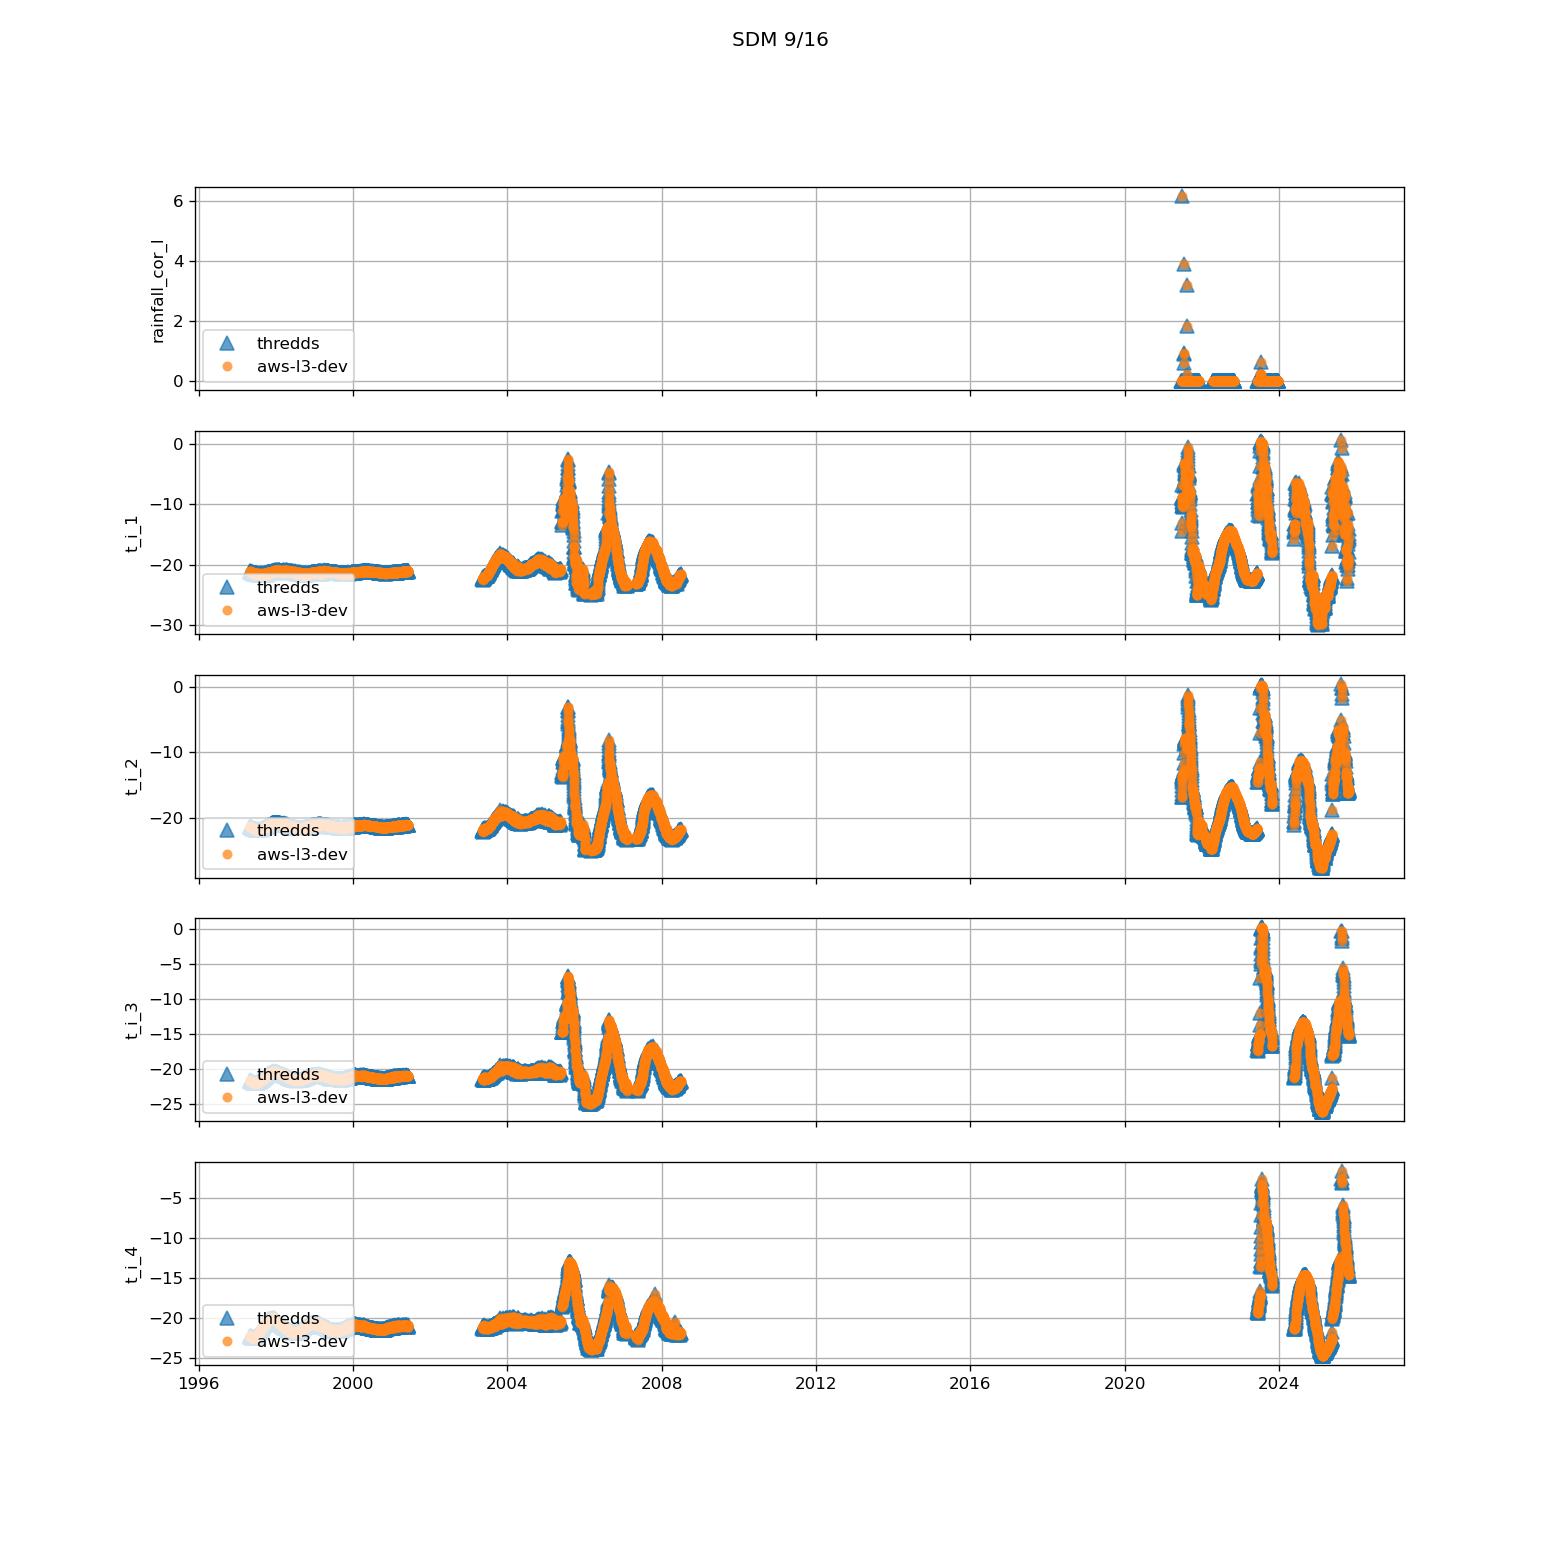 SDM 9/16
rainfall_cor_l
6
4
2
0
thredds
aws-l3-dev
t_i_1
0
−10
−20
−30
thredds
aws-l3-dev
t_i_2
0
−10
−20
thredds
aws-l3-dev
t_i_3
0
−5
−10
−15
−20
−25
thredds
aws-l3-dev
t_i_4
−5
−10
−15
−20
−25
thredds
aws-l3-dev
1996 2000 2004 2008 2012 2016 2020 2024